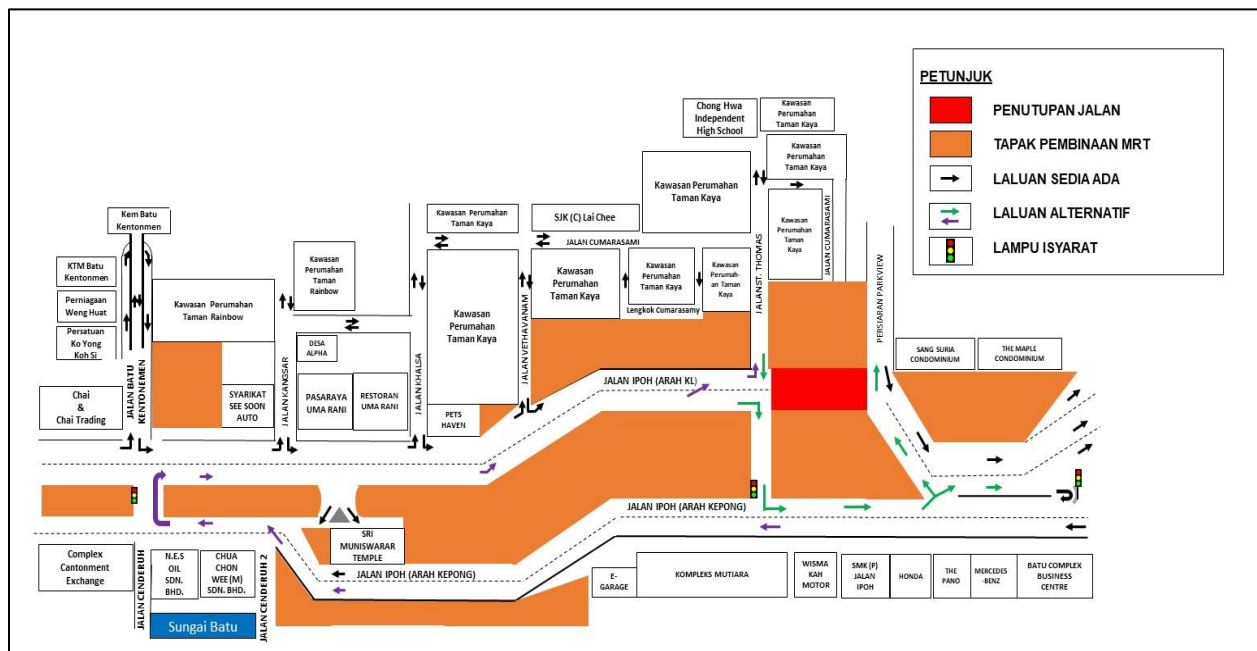 PETUNJUK
PENUTUPAN JALAN
TAPAK PEMBINAAN MRT
LALUAN SEDIA ADA
LALUAN ALTERNATIF
LAMPU ISYARAT
Chong Hwa
Independent
High School
Kawasan
Perumahan
Taman Kaya
Kawasan
Perumahan
Taman Kaya
Kawasan Perumahan
Taman Kaya
Kawasan
Perumahan
Taman
Kaya
JALAN CUMARASAMI
Kem Batu
Kentonmen
Kawasan Perumahan
Taman Kaya
SJK (C) Lai Chee
JALAN CUMARASAMI
KTM Batu
Kentonmen
Perniagaan
Weng Huat
Persatuan
Ko Yong
Koh Si
Kawasan Perumahan
Taman Rainbow
Kawasan
Perumahan
Taman
Rainbow
Kawasan
Perumahan
Taman Kaya
Kawasan
Perumahan
Taman Kaya
Kawasan
Perumahan
Taman Kaya
Kawasan
Perumah-
an Taman
Kaya
Lengkok Cumarasamy
JALAN ST. THOMAS
PERSIARAN PARKVIEW
SANG SURIA
CONDOMINIUM
THE MAPLE
CONDOMINIUM
Chai
&
Chai Trading
JALAN BATU
KENTONEMEN
SYARIKAT
SEE SOON
AUTO
JALAN KANGSAR
DESA
ALPHA
PASARAYA
UMA RANI
RESTORAN
UMA RANI
JALAN KHALSA
PETS
HAVEN
JALAN VETHAVANAM
JALAN IPOH (ARAH KL)
JALAN IPOH (ARAH KEPONG)
SRI
MUNISWARAR
TEMPLE
JALAN IPOH (ARAH KEPONG)
Complex
Cantonment
Exchange
JALAN CENDERUH
N.E.S
OIL
SDN.
BHD.
CHUA
CHON
WEE (M)
SDN. BHD.
JALAN CENDERUH 2
Sungai Batu
E-
GARAGE
KOMPLEKS MUTIARA
WISMA
KAH
MOTOR
SMK (P)
JALAN
IPOH
HONDA
THE
PANO
MERCEDES
-BENZ
BATU COMPLEX
BUSINESS
CENTRE